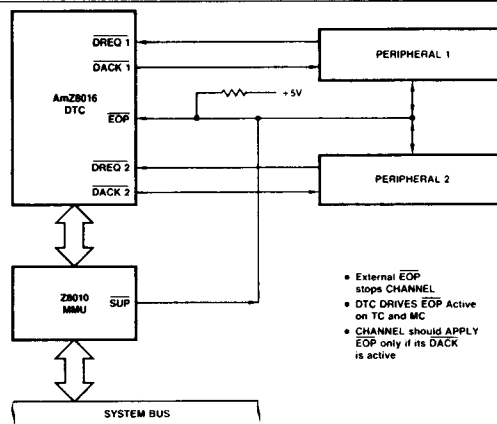 DREQ 1
PERIPHERAL 1
DACK 1
AmZ8016
DTC
+5V
EOP
DREQ 2
PERIPHERAL 2
DACK 2
Z8010
MMU
SUP
• External EOP
stops CHANNEL
• DTC DRIVES EOP Active
on TC and MC
• CHANNEL should APPLY
EOP only if its DACK
is active
SYSTEM BUS